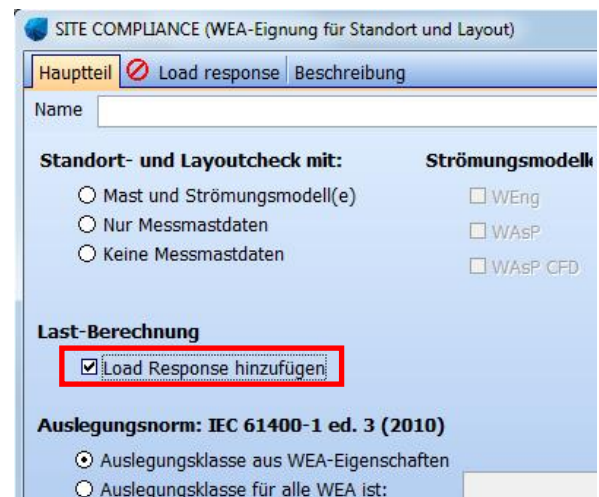 SITE COMPLIANCE (WEA-Eignung für Standort und Layout)
Hauptteil Load response Beschreibung
Name
Standort- und Layoutcheck mit: Strömungsmodelle
Mast und Strömungsmodell(e) WEng
Nur Messmastdaten WAsP
Keine Messmastdaten WAsP CFD
Last-Berechnung
Load Response hinzufügen
Auslegungsnorm: IEC 61400-1 ed. 3 (2010)
Auslegungsklasse aus WEA-Eigenschaften
Auslegungsklasse für alle WEA ist: